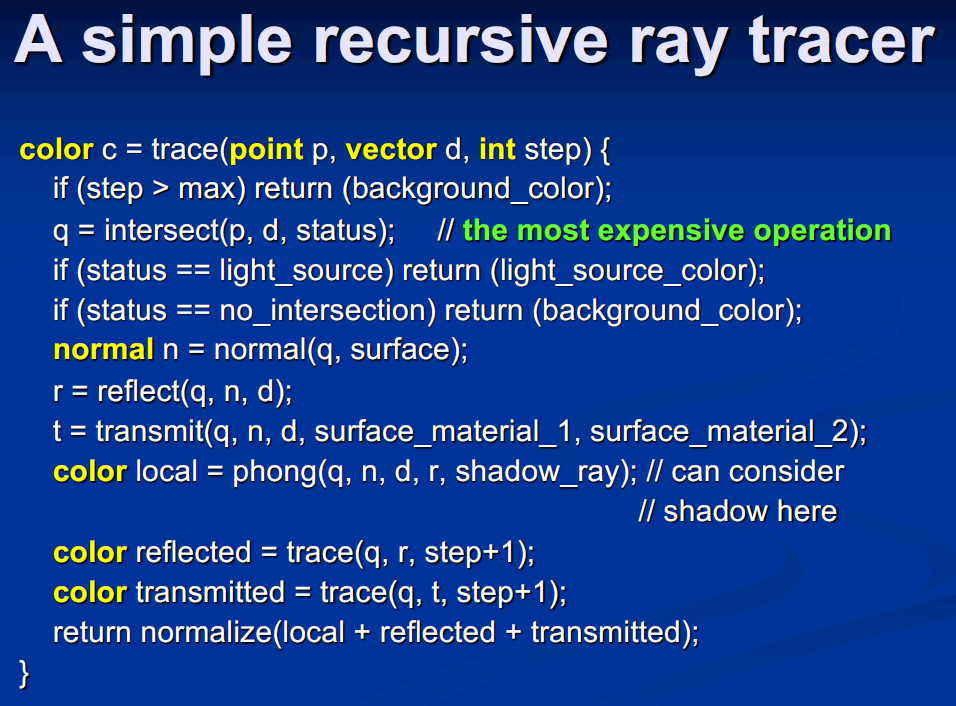 A simple recursive ray tracer
color c = trace(point p, vector d, int step) {
if (step > max) return (background_color);
q = intersect(p, d, status); // the most expensive operation
if (status == light_source) return (light_source_color);
if (status == no_intersection) return (background_color);
normal n = normal(q, surface);
r = reflect(q, n, d);
t = transmit(q, n, d, surface_material_1, surface_material_2);
color local = phong(q, n, d, r, shadow_ray); // can consider
// shadow here
color reflected = trace(q, r, step+1);
color transmitted = trace(q, t, step+1);
return normalize(local + reflected + transmitted);
}